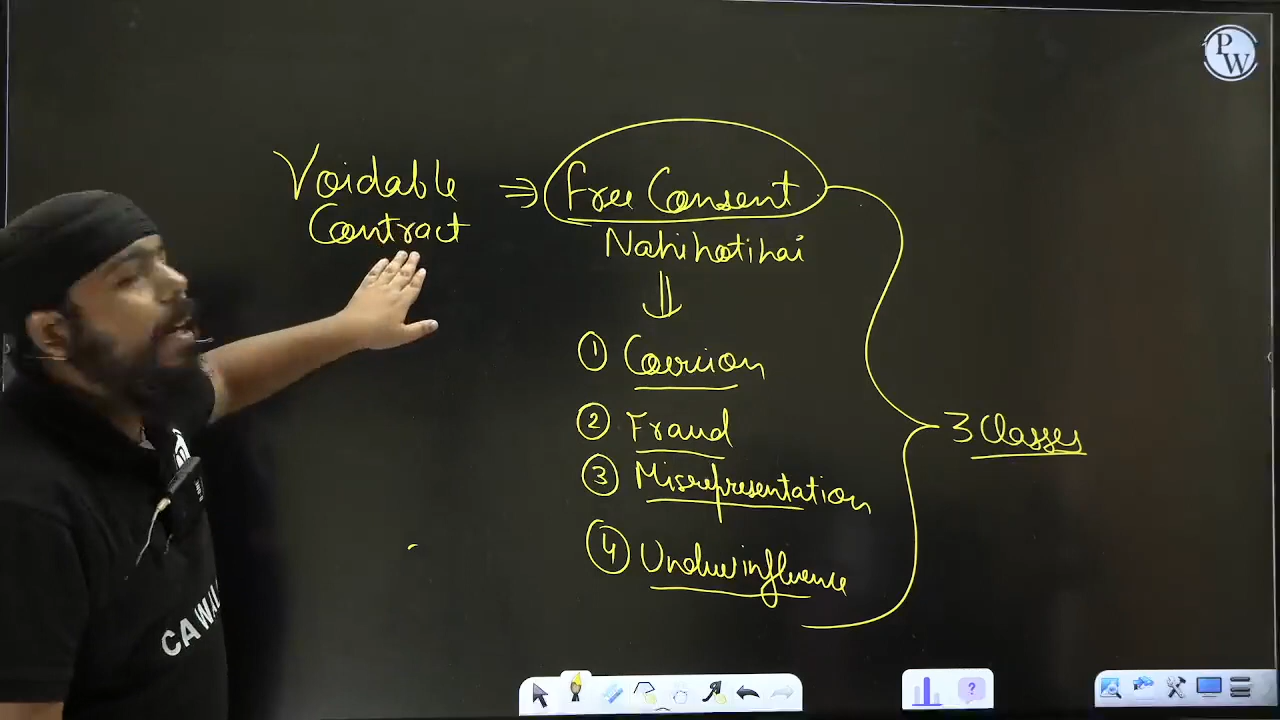 PW
Voidable Contract ⇒ Free Consent
Nahi hoti hai
① Coercion
② Fraud
③ Misrepresentation
④ Undue influence
3 Classes
CA WAL